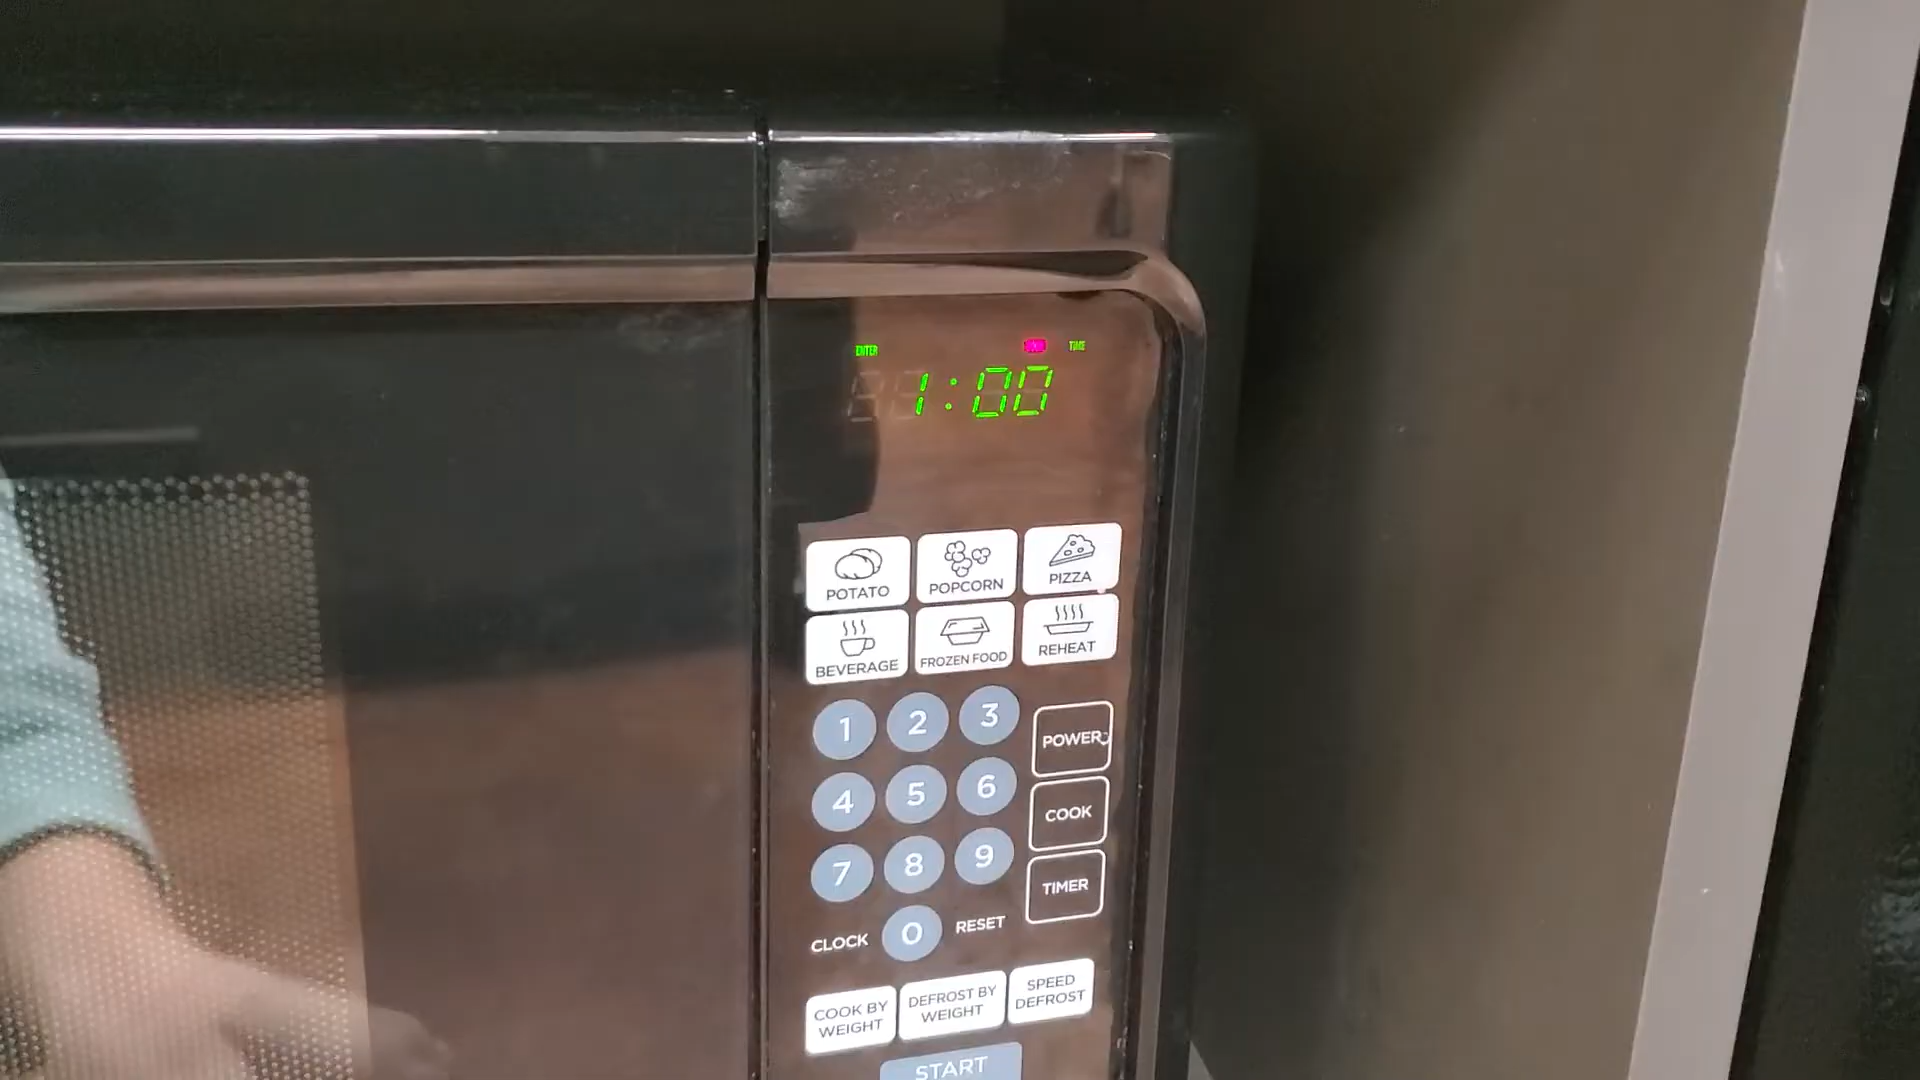 ENTER TIME
1:00
POTATO POPCORN PIZZA
BEVERAGE FROZEN FOOD REHEAT
1 2 3
POWER
4 5 6
COOK
7 8 9
TIMER
CLOCK 0 RESET
COOK BY WEIGHT
DEFROST BY WEIGHT
SPEED DEFROST
START